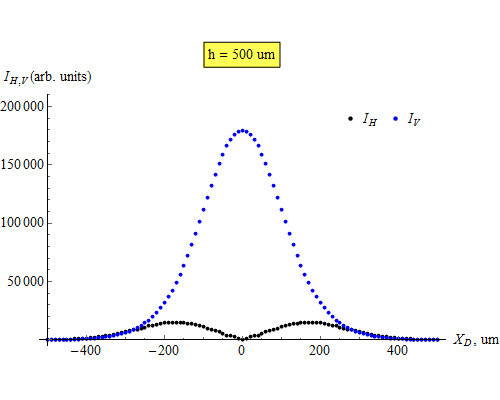 h = 500 um
I_{H,V}(arb. units)
200 000
I_H
I_V
150 000
100 000
50 000
−400
−200
0
200
400
X_D, um